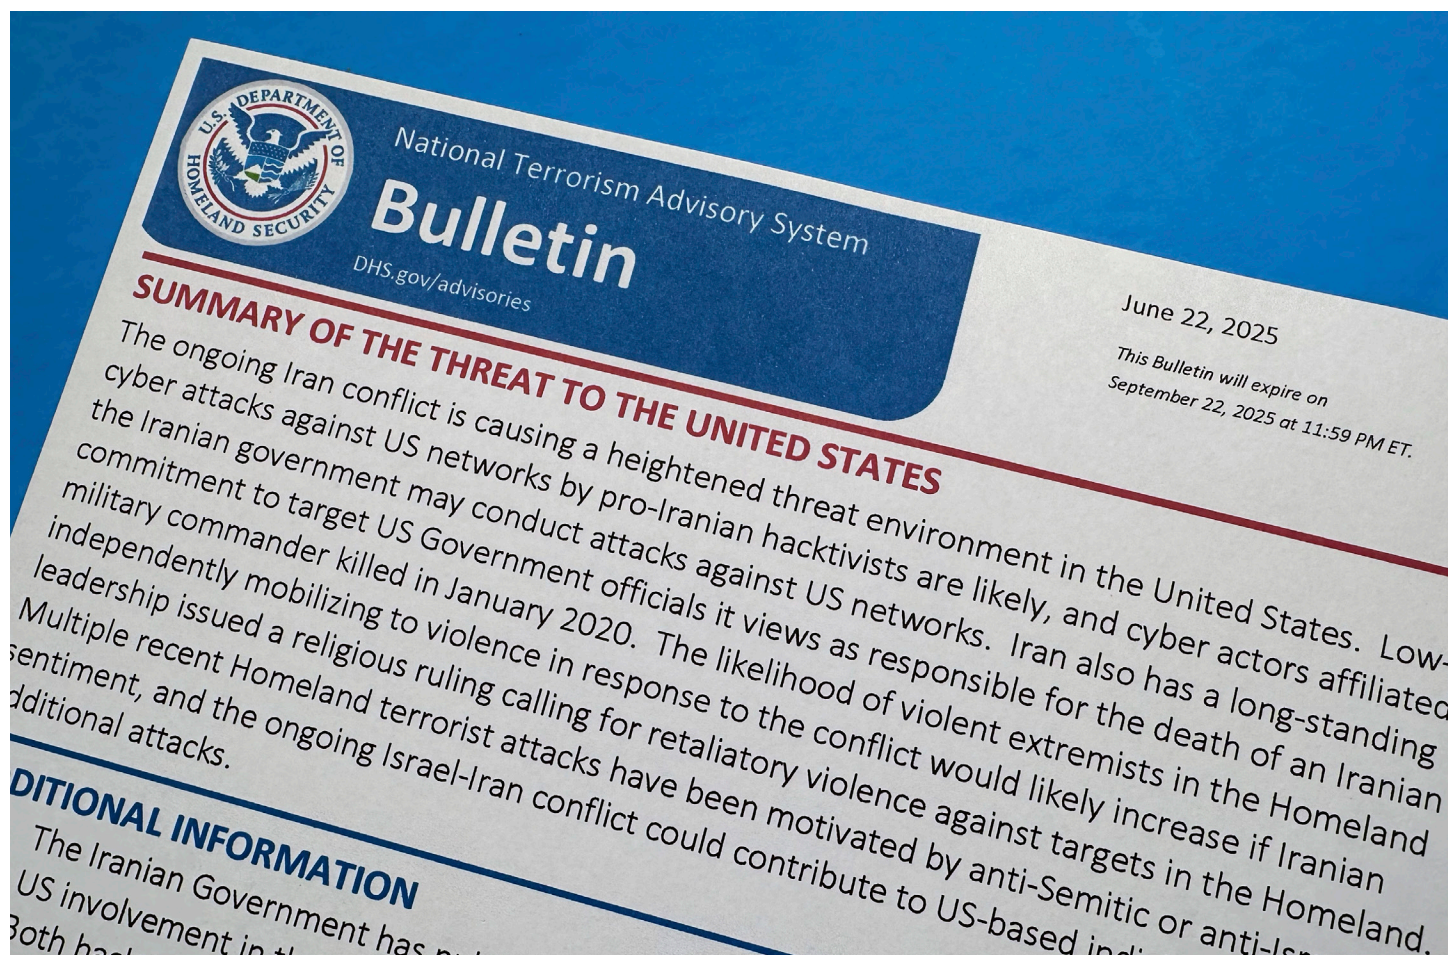 U.S. DEPARTMENT OF HOMELAND SECURITY
National Terrorism Advisory System
Bulletin
DHS.gov/advisories
June 22, 2025
This Bulletin will expire on
September 22, 2025 at 11:59 PM ET.
SUMMARY OF THE THREAT TO THE UNITED STATES
The ongoing Iran conflict is causing a heightened threat environment in the United States. Low-
cyber attacks against US networks by pro-Iranian hacktivists are likely, and cyber actors affiliated
the Iranian government may conduct attacks against US networks. Iran also has a long-standing
commitment to target US Government officials it views as responsible for the death of an Iranian
military commander killed in January 2020. The likelihood of violent extremists in the Homeland
independently mobilizing to violence in response to the conflict would likely increase if Iranian
leadership issued a religious ruling calling for retaliatory violence against targets in the Homeland.
Multiple recent Homeland terrorist attacks have been motivated by anti-Semitic or anti-Isr
sentiment, and the ongoing Israel-Iran conflict could contribute to US-based indi
dditional attacks.
DITIONAL INFORMATION
The Iranian Government has
US involvement in
Both